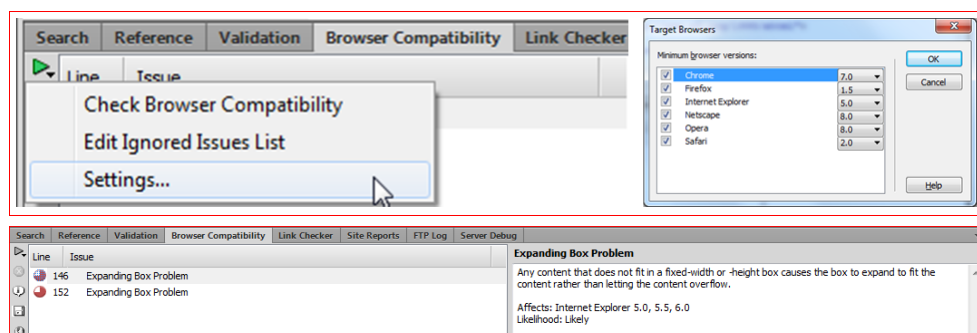 Search Reference Validation Browser Compatibility Link Checker
Line Issue
Check Browser Compatibility
Edit Ignored Issues List
Settings...
Target Browsers
Minimum browser versions:
Chrome 7.0
Firefox 1.5
Internet Explorer 5.0
Netscape 8.0
Opera 8.0
Safari 2.0
OK
Cancel
Help
Search Reference Validation Browser Compatibility Link Checker Site Reports FTP Log Server Debug
Line Issue
146 Expanding Box Problem
152 Expanding Box Problem
Expanding Box Problem
Any content that does not fit in a fixed-width or -height box causes the box to expand to fit the
content rather than letting the content overflow.
Affects: Internet Explorer 5.0, 5.5, 6.0
Likelihood: Likely